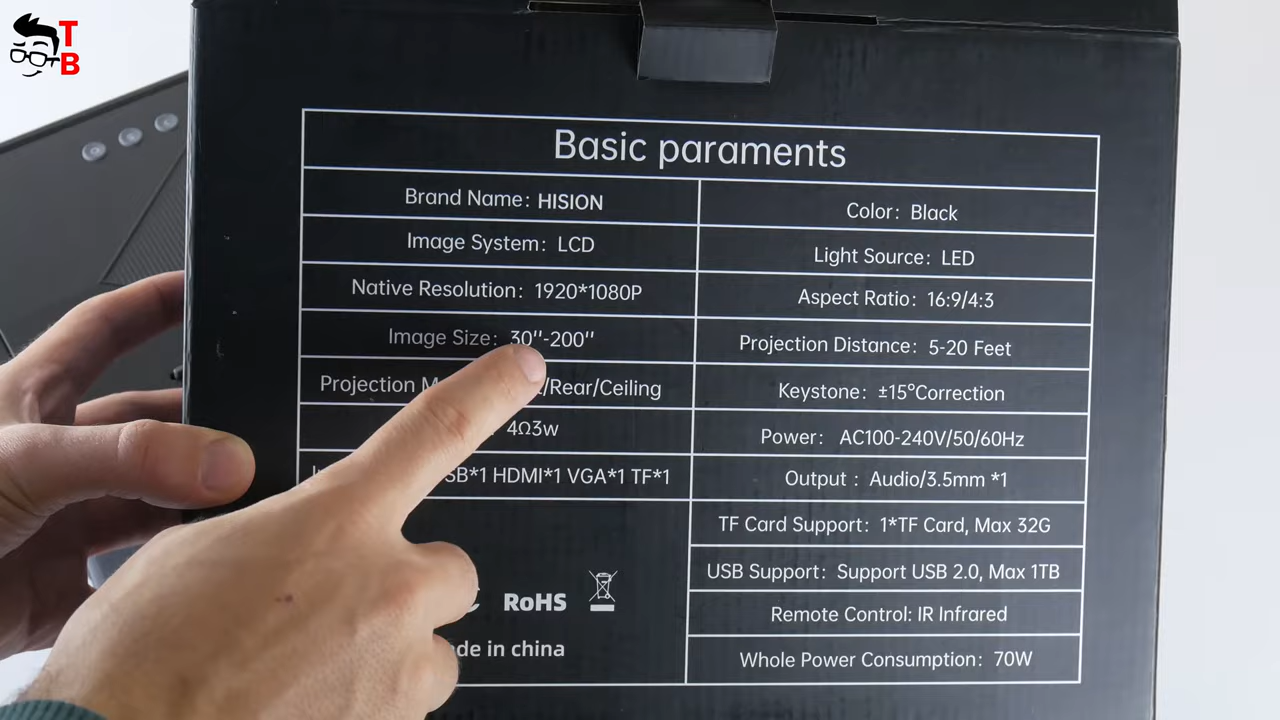 TB
Basic paraments
Brand Name: HISION
Color: Black
Image System: LCD
Light Source: LED
Native Resolution: 1920*1080P
Aspect Ratio: 16:9/4:3
Image Size: 30''-200''
Projection Distance: 5-20 Feet
Projection /Rear/Ceiling
Keystone: ±15°Correction
4Ω3w
Power: AC100-240V/50/60Hz
HDMI*1 VGA*1 TF*1
Output : Audio/3.5mm *1
TF Card Support: 1*TF Card, Max 32G
USB Support: Support USB 2.0, Max 1TB
RoHS
Remote Control: IR Infrared
in china
Whole Power Consumption: 70W